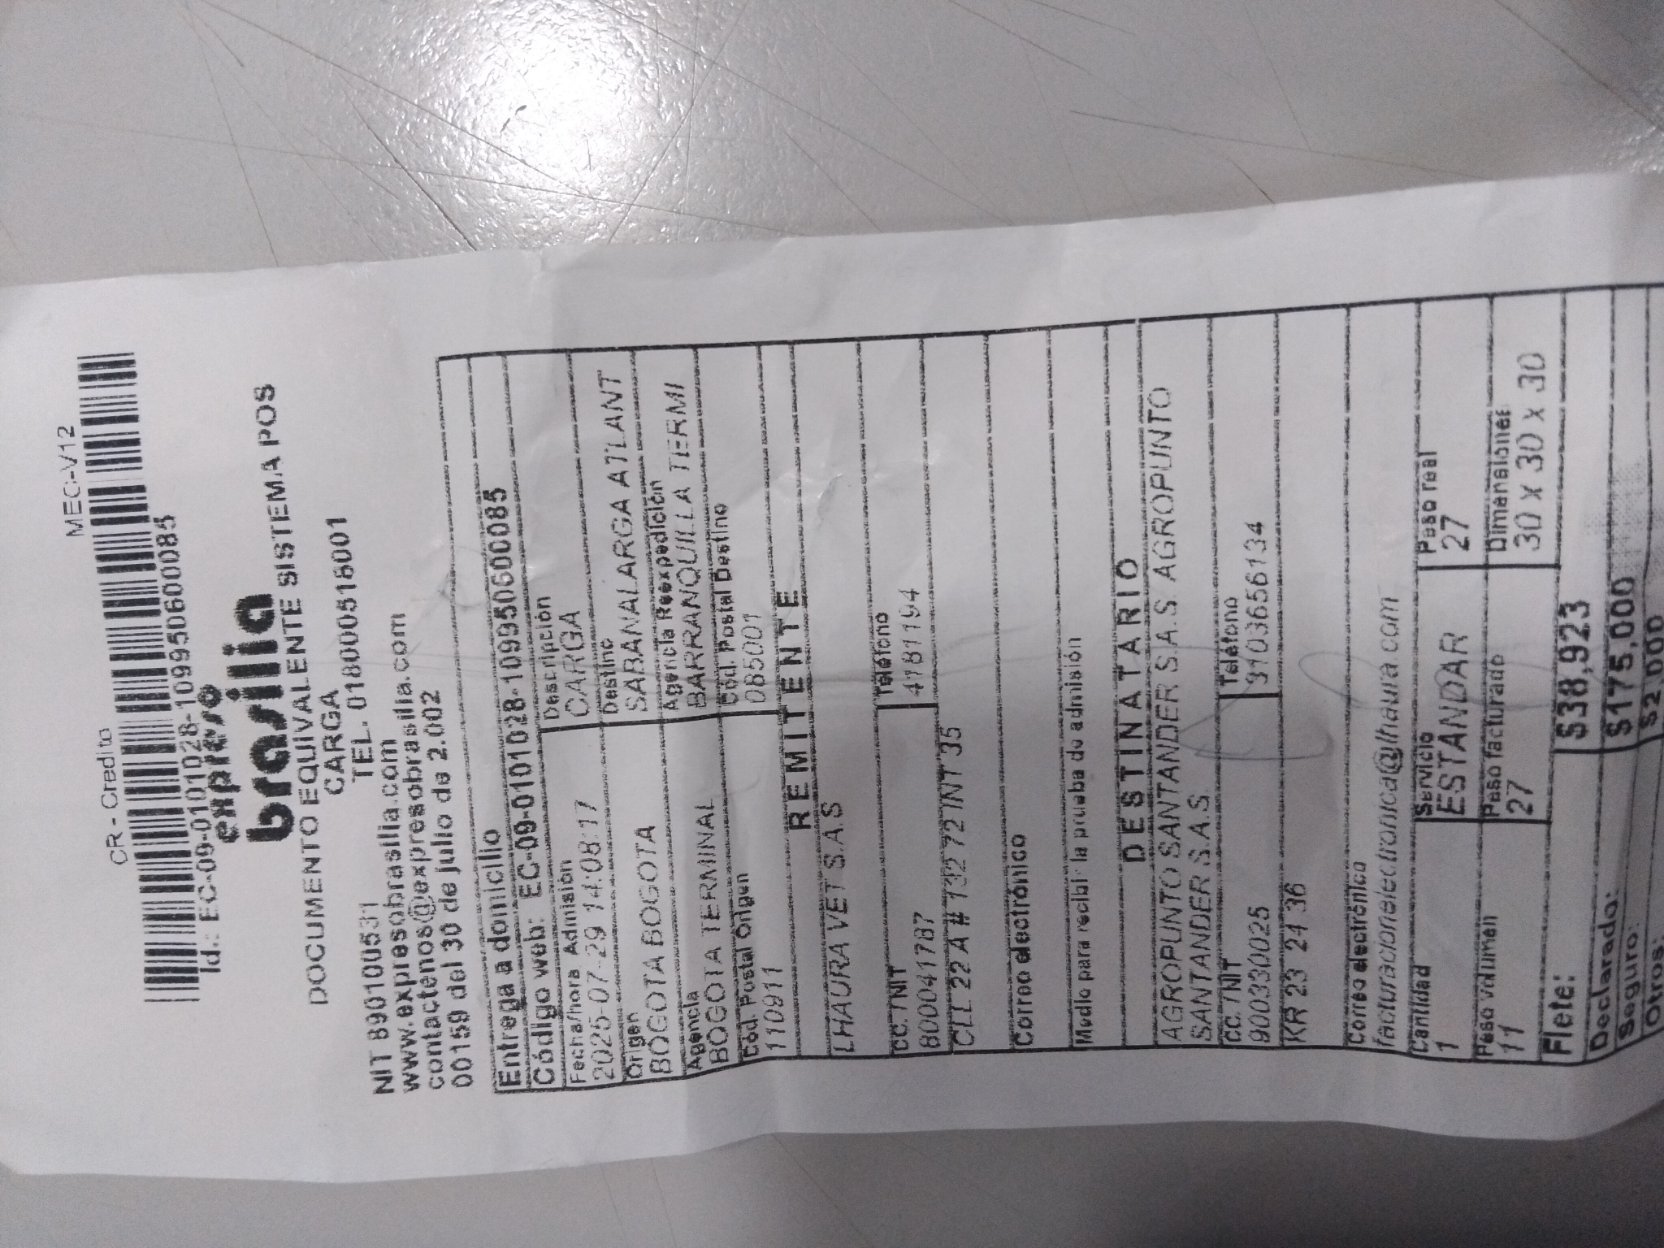 MEC-V12
CR - Credito
Id.: EC-09-0101028-1099506000085
expreso
brasilia
DOCUMENTO EQUIVALENTE SISTEMA POS
CARGA
TEL. 018000518001
NIT 890100531
www.expresobrasilia.com
contactenos@expresobrasilia.com
00159 del 30 de julio de 2.002
Entrega a domicilio
Código web: EC-09-0101028-1099506000085
Fecha/hora Admisión Descripción
2025-07-29 14:08:17 CARGA
Origen Destino
BOGOTA BOGOTA SABANALARGA ATLANT
Agencia Agencia Reexpedición
BOGOTA TERMINAL BARRANQUILLA TERMI
Cód. Postal Origen Cód. Postal Destino
110911 085001
REMITENTE
LHAURA VET S.A.S
CC. / NIT Teléfono
800041787 4181194
CLL 22 A # 132 72 INT 35
Correo electrónico
Medio para recibir la prueba de admisión
DESTINATARIO
AGROPUNTO SANTANDER S.A.S. AGROPUNTO
SANTANDER S.A.S.
CC. / NIT Teléfono
900330025 3103656134
KR 23 24 36
Correo electrónico
facturacionelectronica@lhaura.com
Cantidad Servicio Peso real
1 ESTANDAR 27
Peso volumen Peso facturado Dimensiones
11 27 30 x 30 x 30
Flete: $38,923
Declarado: $175,000
Seguro: $2,000
Otros: